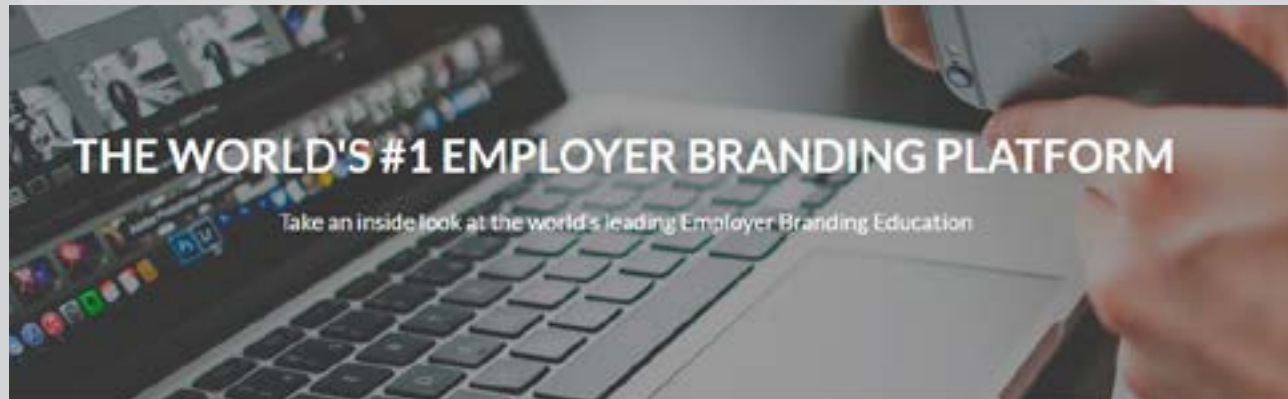 THE WORLD'S #1 EMPLOYER BRANDING PLATFORM
Take an inside look at the world's leading Employer Branding Education